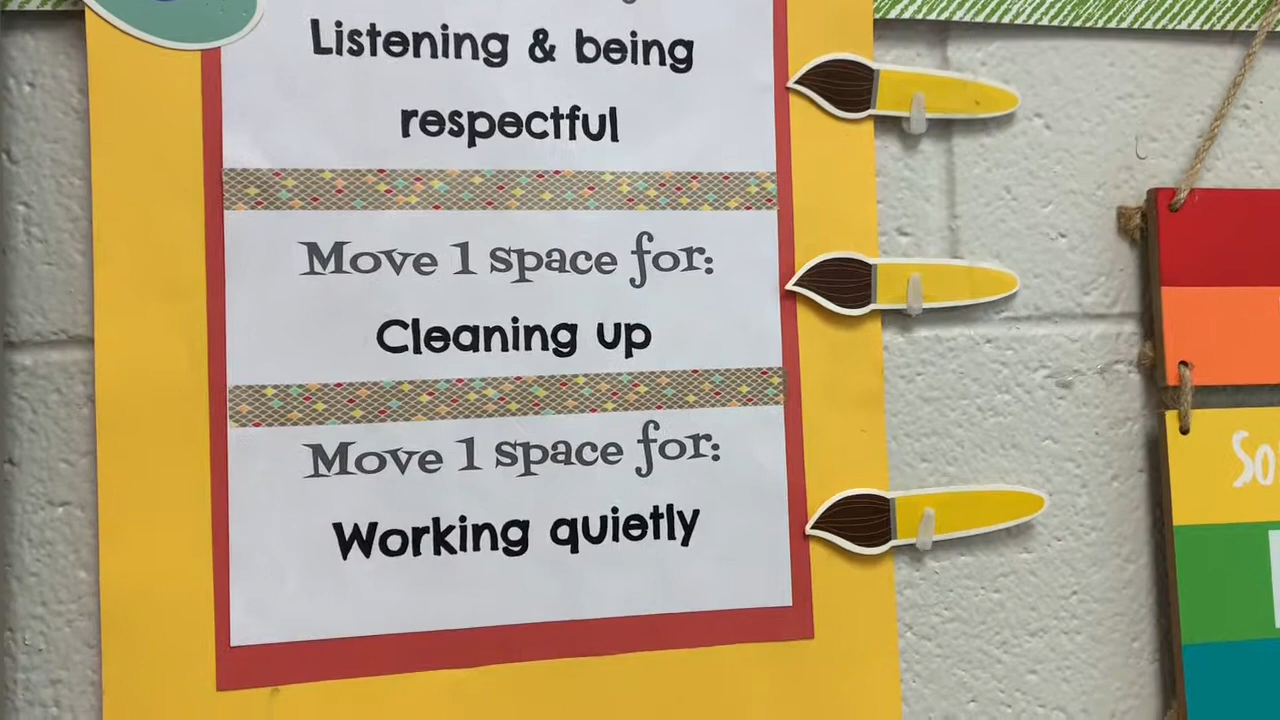 Listening & being
respectful
Move 1 space for:
Cleaning up
Move 1 space for:
Working quietly